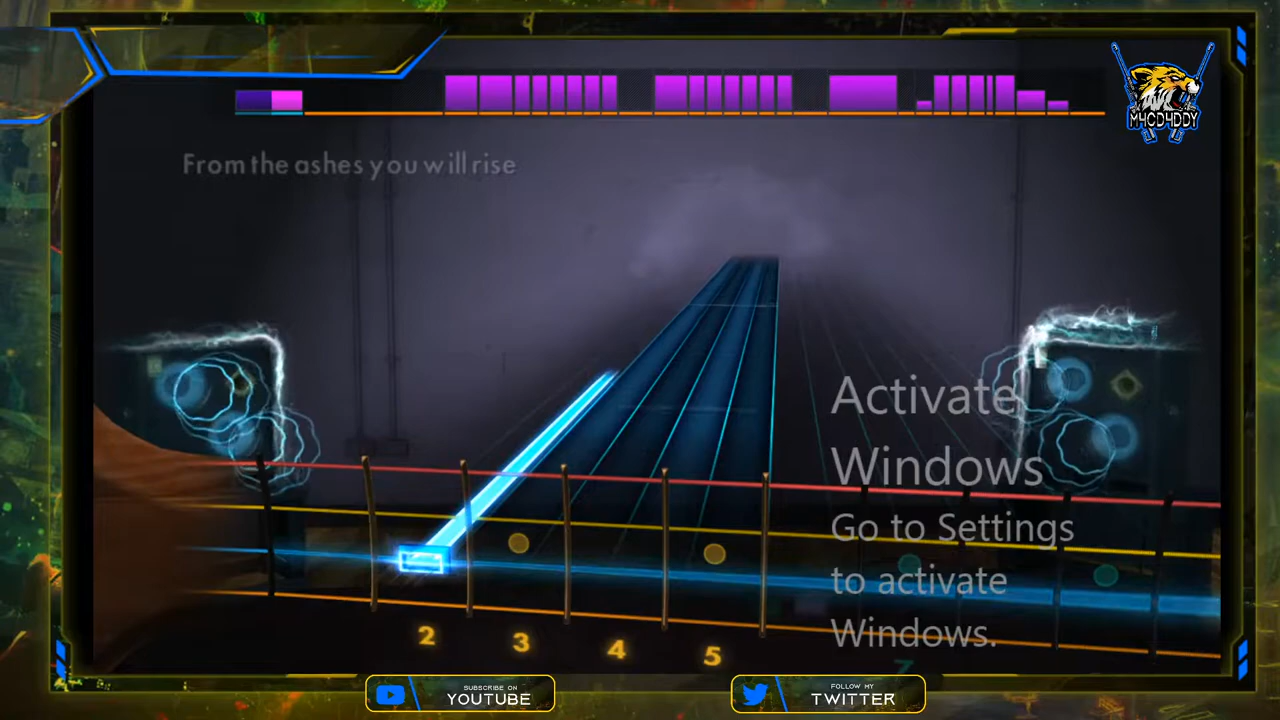 M4CD4DDY
From the ashes you will rise
Activate
Windows
Go to Settings
to activate
Windows.
2
3
4
5
7
SUBSCRIBE ON
YOUTUBE
FOLLOW MY
TWITTER